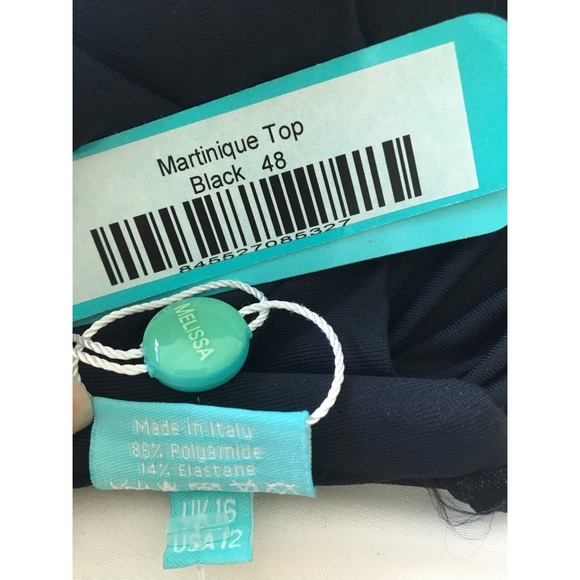 Martinique Top
Black 48
845527085327
MELISSA
Made in Italy
86% Polyamide
14% Elastane
UK 16
USA 12